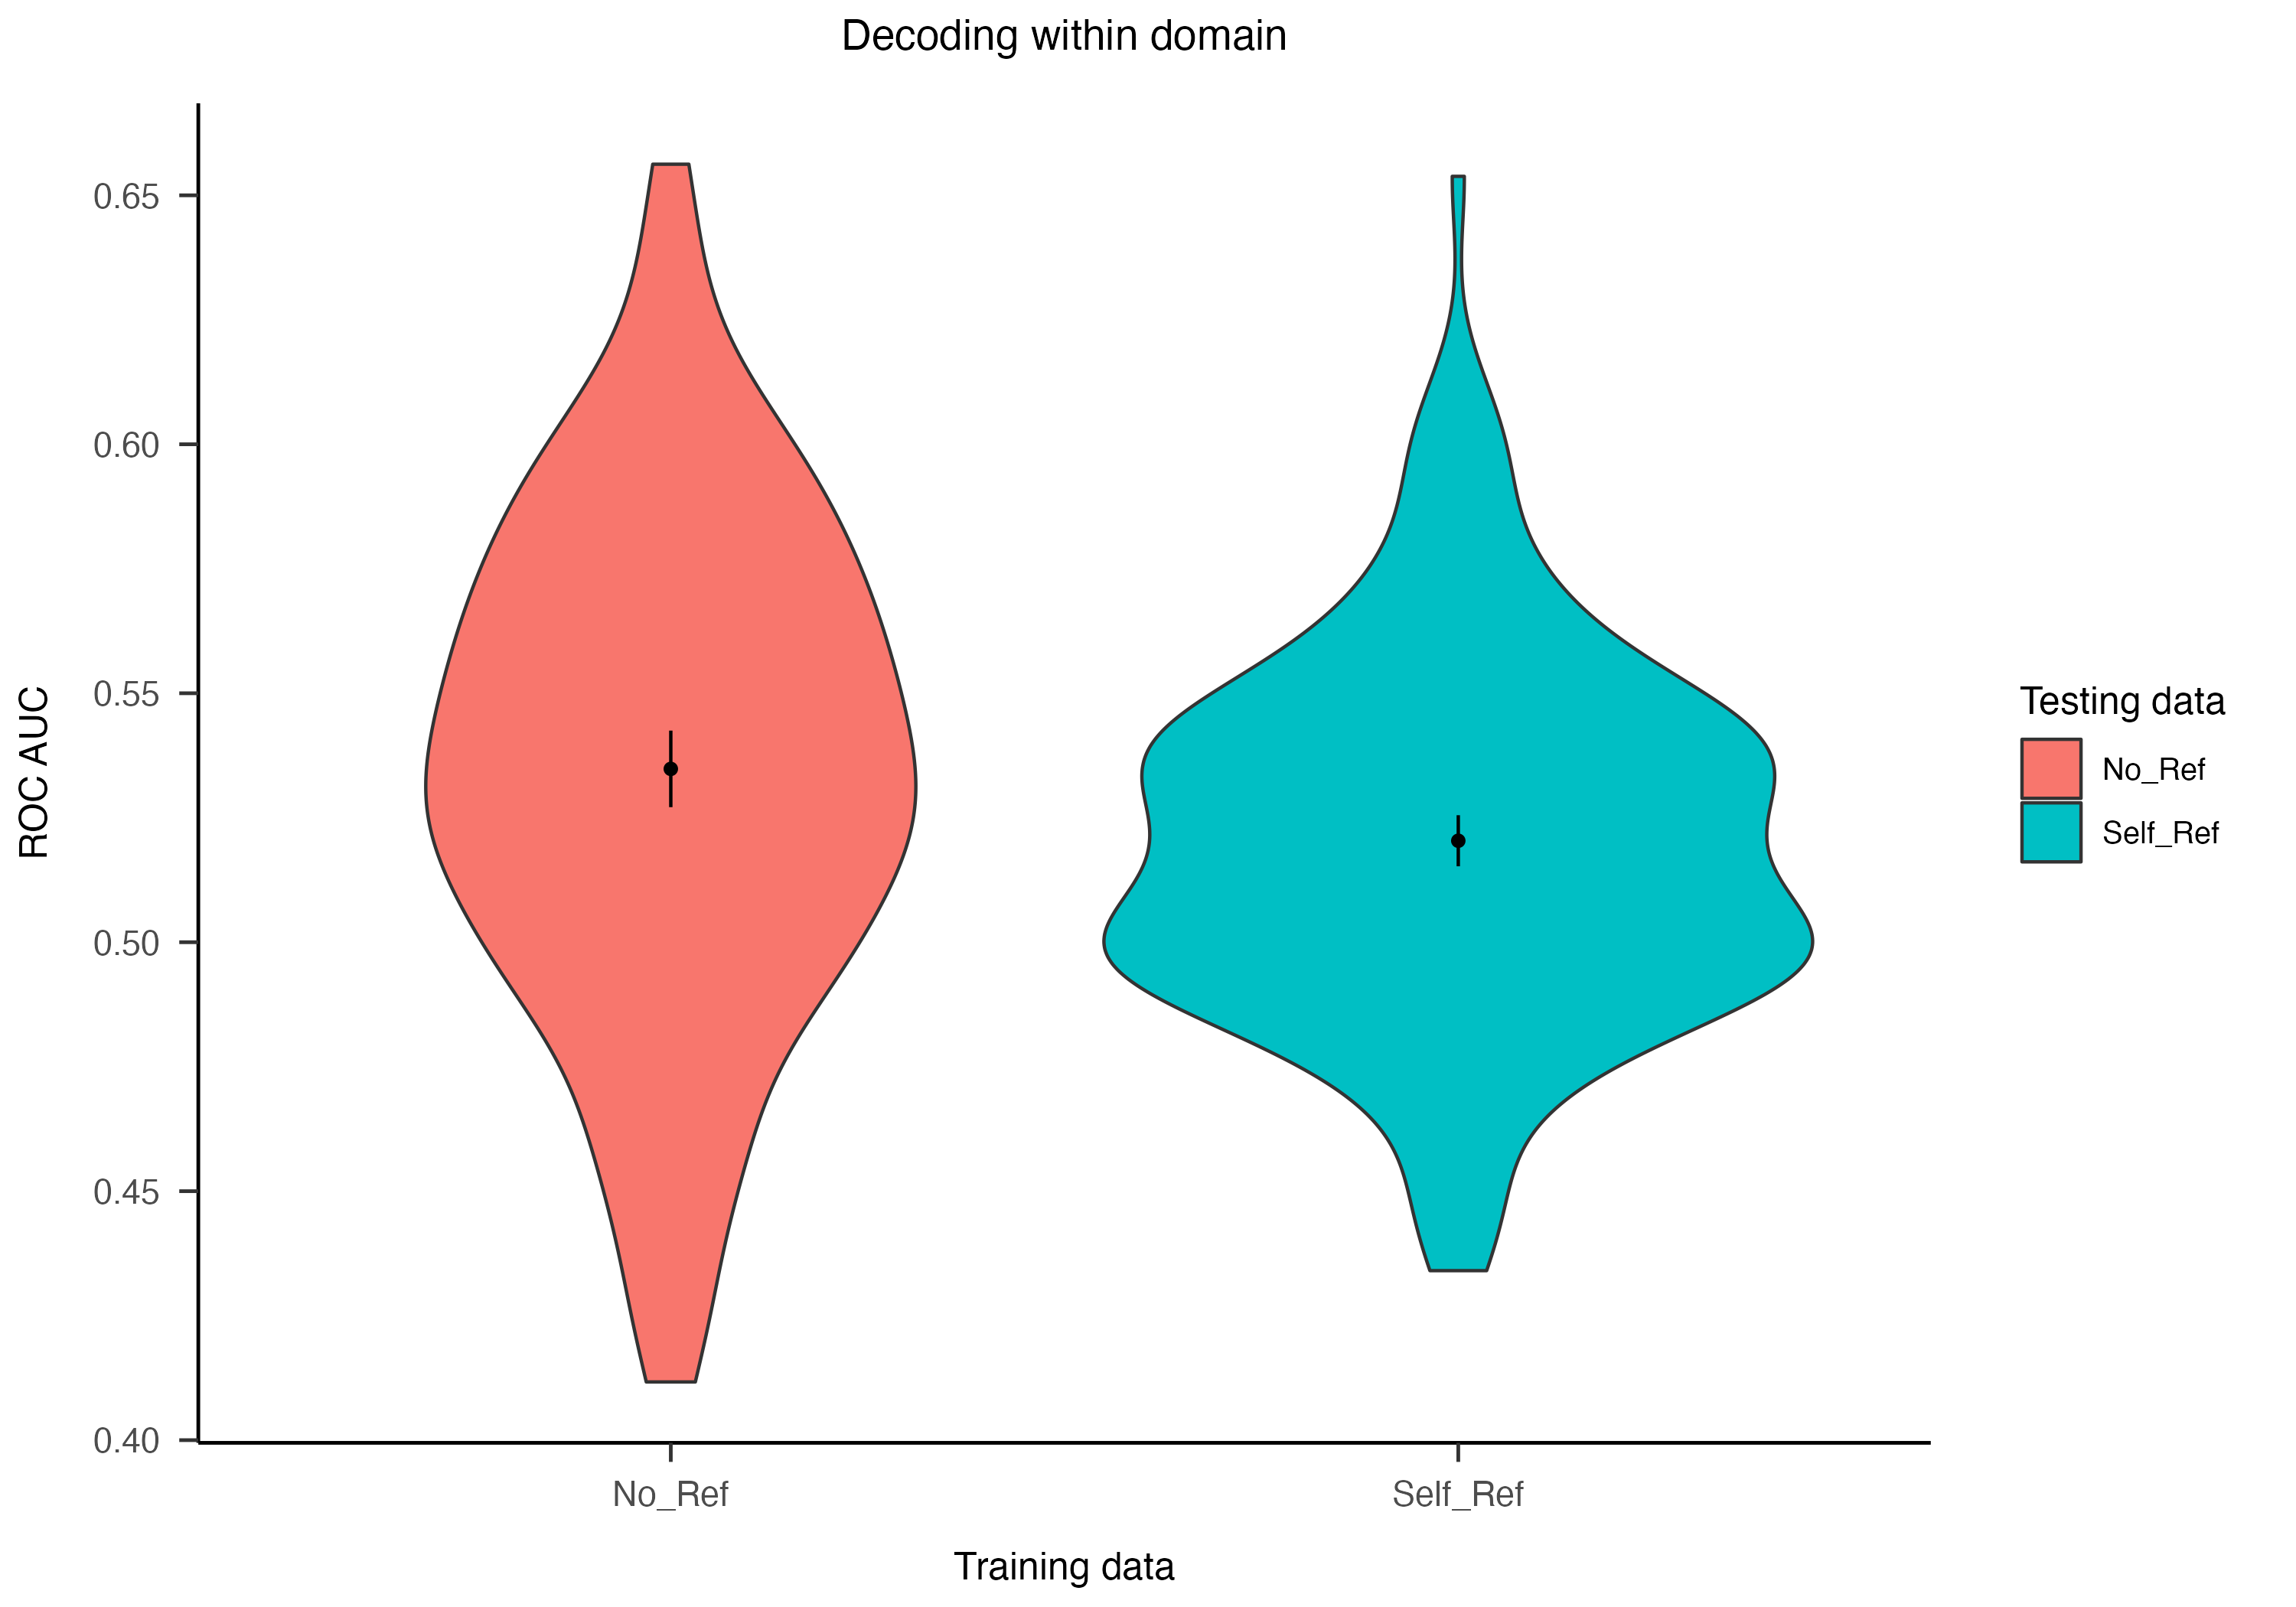 Decoding within domain
0.65
0.60
0.55
0.50
0.45
0.40
ROC AUC
No_Ref
Self_Ref
Training data
Testing data
No_Ref
Self_Ref